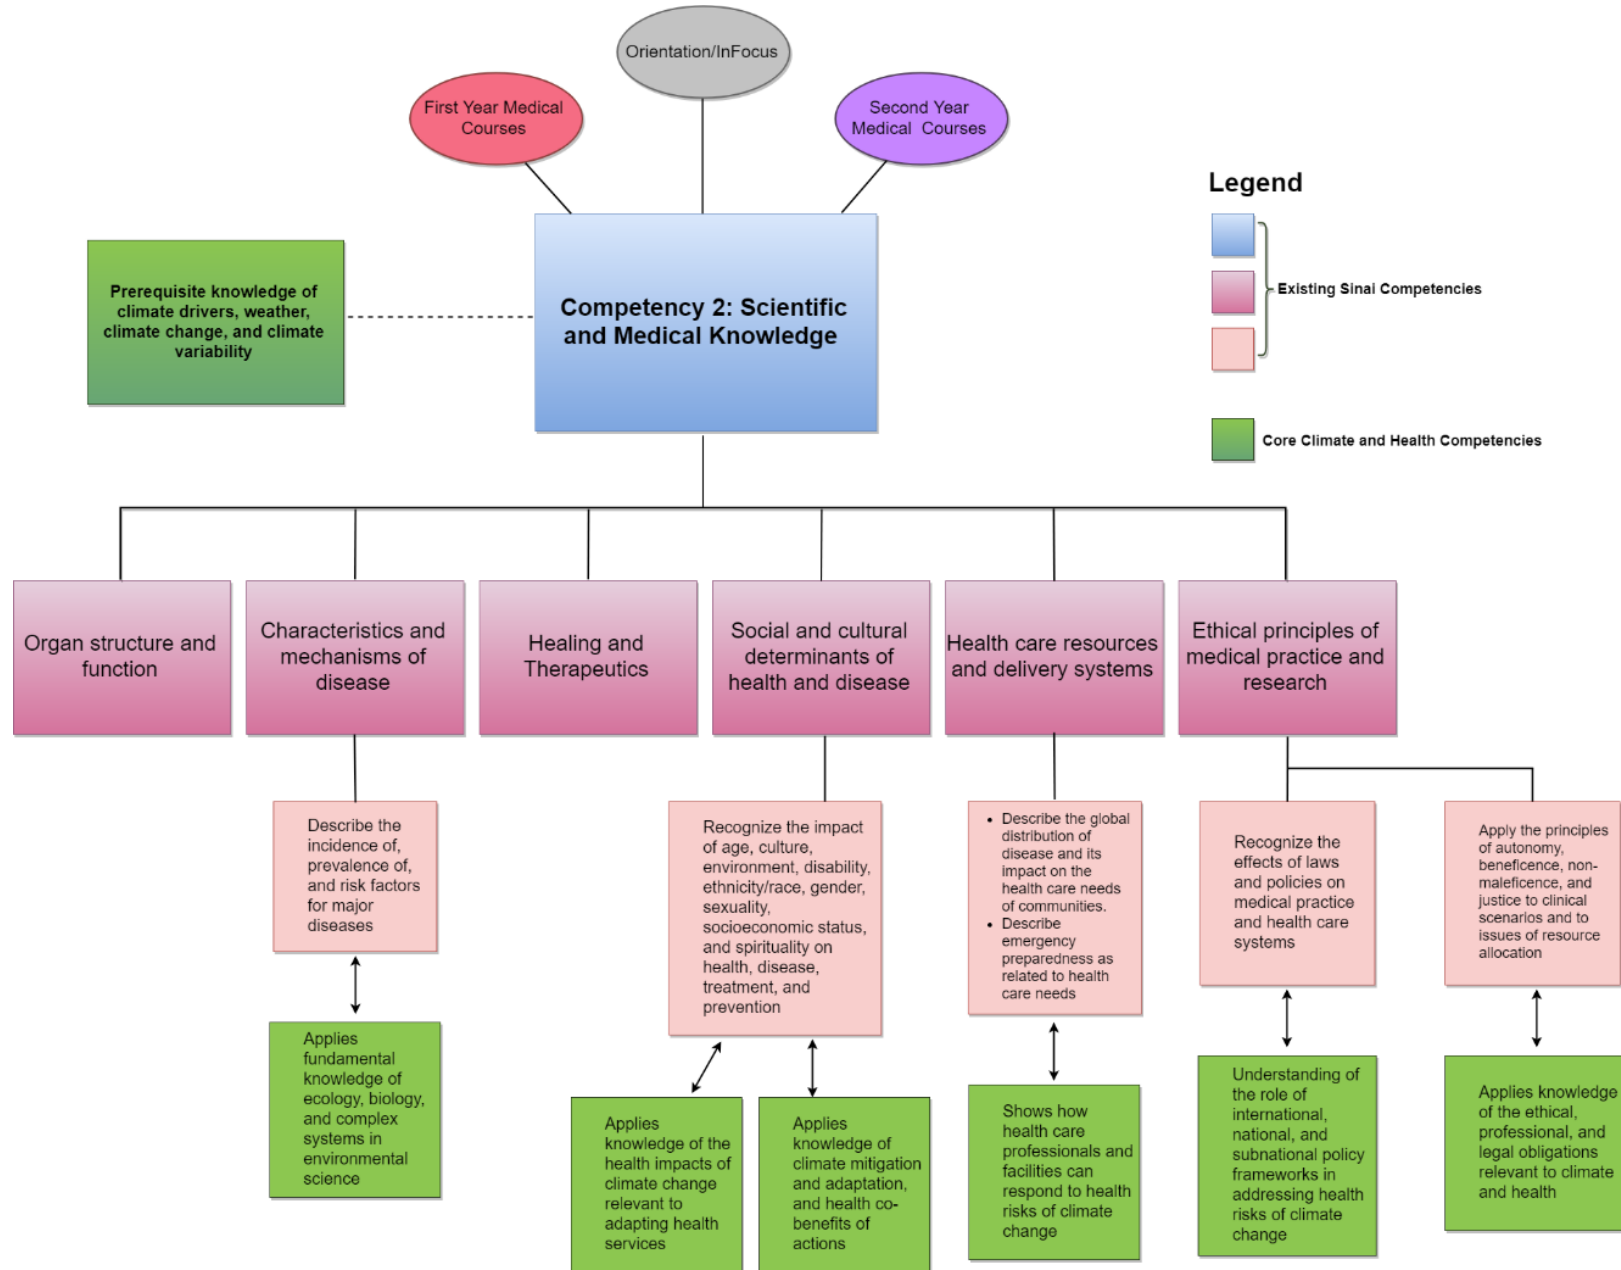 Orientation/InFocus
First Year Medical
Courses
Second Year
Medical Courses
Legend
Existing Sinai Competencies
Core Climate and Health Competencies
Prerequisite knowledge of
climate drivers, weather,
climate change, and climate
variability
Competency 2: Scientific
and Medical Knowledge
Organ structure and
function
Characteristics and
mechanisms of
disease
Healing and
Therapeutics
Social and cultural
determinants of
health and disease
Health care resources
and delivery systems
Ethical principles of
medical practice and
research
Describe the
incidence of,
prevalence of,
and risk factors
for major
diseases
Recognize the impact
of age, culture,
environment, disability,
ethnicity/race, gender,
sexuality,
socioeconomic status,
and spirituality on
health, disease,
treatment, and
prevention
• Describe the global
distribution of
disease and its
impact on the
health care needs
of communities.
• Describe
emergency
preparedness as
related to health
care needs
Recognize the
effects of laws
and policies on
medical practice
and health care
systems
Apply the principles
of autonomy,
beneficence, non-
maleficence, and
justice to clinical
scenarios and to
issues of resource
allocation
Applies
fundamental
knowledge of
ecology, biology,
and complex
systems in
environmental
science
Applies
knowledge of the
health impacts of
climate change
relevant to
adapting health
services
Applies
knowledge of
climate mitigation
and adaptation,
and health co-
benefits of
actions
Shows how
health care
professionals and
facilities can
respond to health
risks of climate
change
Understanding of
the role of
international,
national, and
subnational policy
frameworks in
addressing health
risks of climate
change
Applies knowledge
of the ethical,
professional, and
legal obligations
relevant to climate
and health